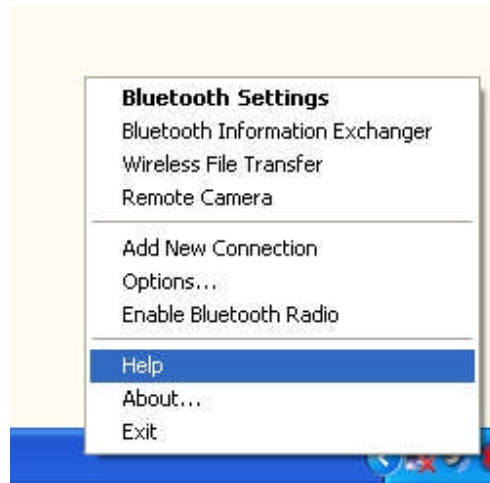 Bluetooth Settings
Bluetooth Information Exchanger
Wireless File Transfer
Remote Camera
Add New Connection
Options...
Enable Bluetooth Radio
Help
About...
Exit